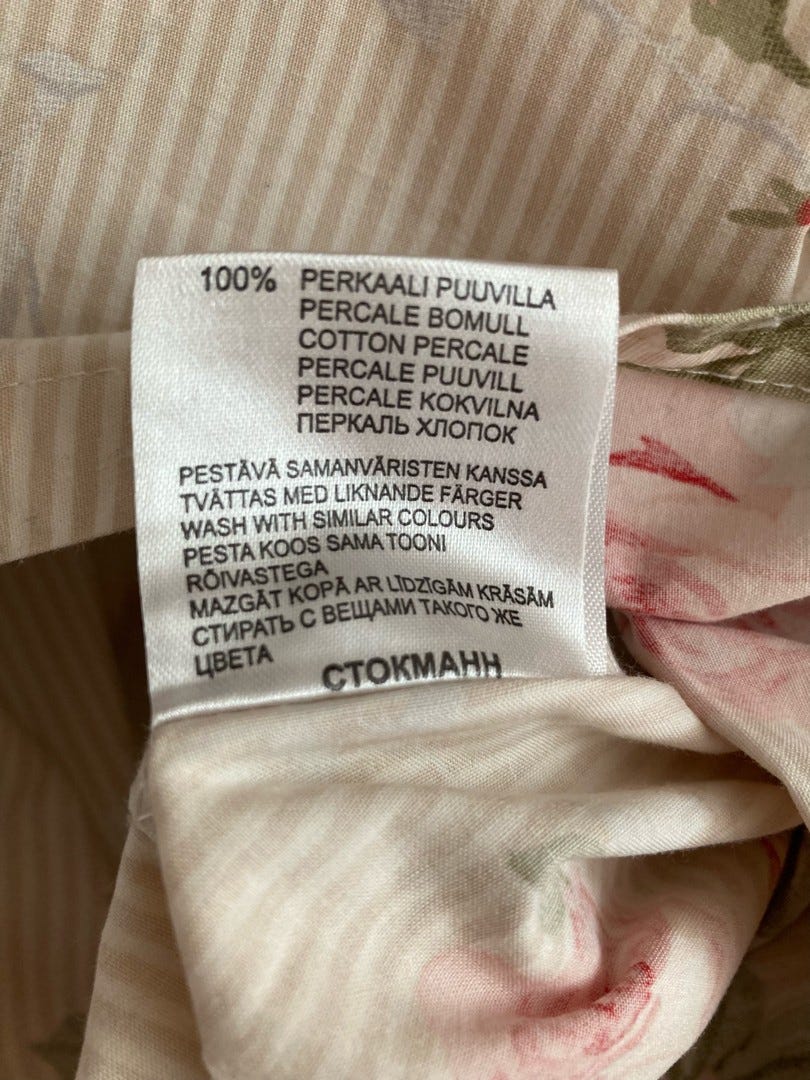 100% PERKAALI PUUVILLA
PERCALE BOMULL
COTTON PERCALE
PERCALE PUUVILL
PERCALE KOKVILNA
ПЕРКАЛЬ ХЛОПОК
PESTÄVÄ SAMANVÄRISTEN KANSSA
TVÄTTAS MED LIKNANDE FÄRGER
WASH WITH SIMILAR COLOURS
PESTA KOOS SAMA TOONI
RÕIVASTEGA
MAZGĀT KOPĀ AR LĪDZĪGĀM KRĀSĀM
СТИРАТЬ С ВЕЩАМИ ТАКОГО ЖЕ
ЦВЕТА
СТОКМАНН